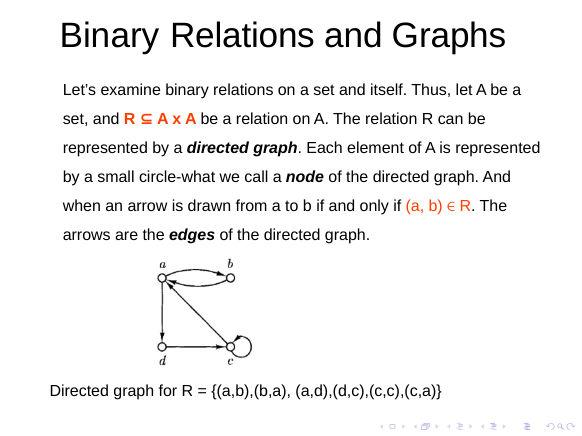 Binary Relations and Graphs
Let's examine binary relations on a set and itself. Thus, let A be a
set, and R ⊆ A x A be a relation on A. The relation R can be
represented by a directed graph. Each element of A is represented
by a small circle-what we call a node of the directed graph. And
when an arrow is drawn from a to b if and only if (a, b) ∈ R. The
arrows are the edges of the directed graph.
a b
d c
Directed graph for R = {(a,b),(b,a), (a,d),(d,c),(c,c),(c,a)}